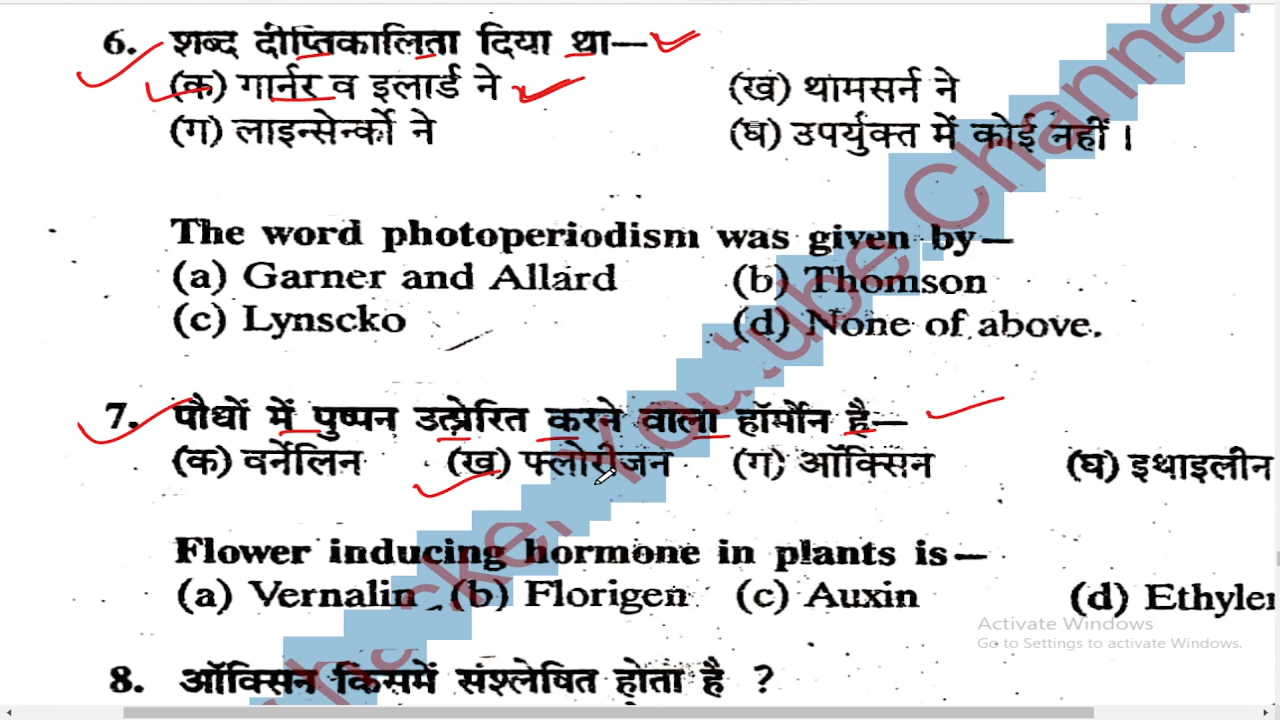 6. शब्द दीप्तिकालिता दिया था—
(क) गार्नर व इलार्ड ने (ख) थामसर्न ने
(ग) लाइन्सेन्को ने (घ) उपर्युक्त में कोई नहीं ।
The word photoperiodism was given by—
(a) Garner and Allard (b) Thomson
(c) Lynscko (d) None of above.
7. पौधों में पुष्पन उत्प्रेरित करने वाला हॉर्मोन है—
(क) वर्नेलिन (ख) फ्लोरीजन (ग) ऑक्सिन (घ) इथाइलीन
Flower inducing hormone in plants is—
(a) Vernalin (b) Florigen (c) Auxin (d) Ethylen
Activate Windows
Go to Settings to activate Windows.
8. ऑक्सिन किसमें संश्लेषित होता है ?
Youtube Channe